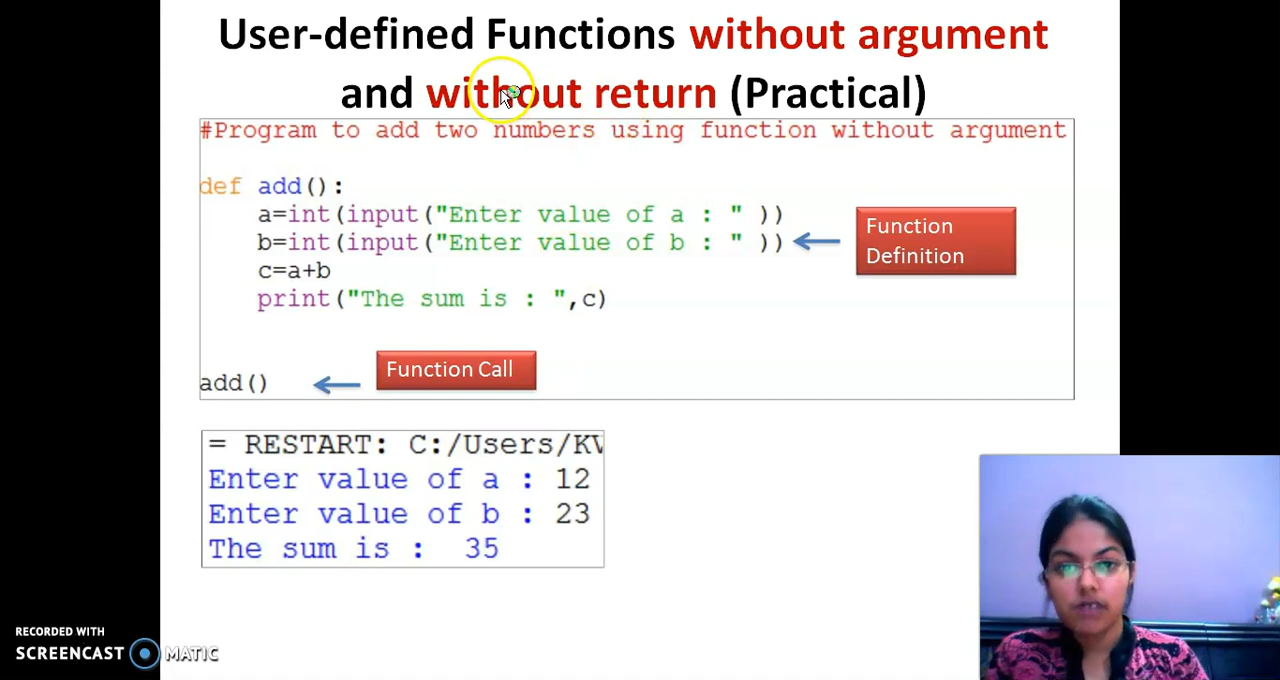 User-defined Functions without argument
and without return (Practical)
#Program to add two numbers using function without argument
def add():
a=int(input("Enter value of a : " ))
b=int(input("Enter value of b : " ))
c=a+b
print("The sum is : ",c)
Function
Definition
add()
Function Call
= RESTART: C:/Users/KV
Enter value of a : 12
Enter value of b : 23
The sum is :  35
RECORDED WITH
SCREENCAST MATIC